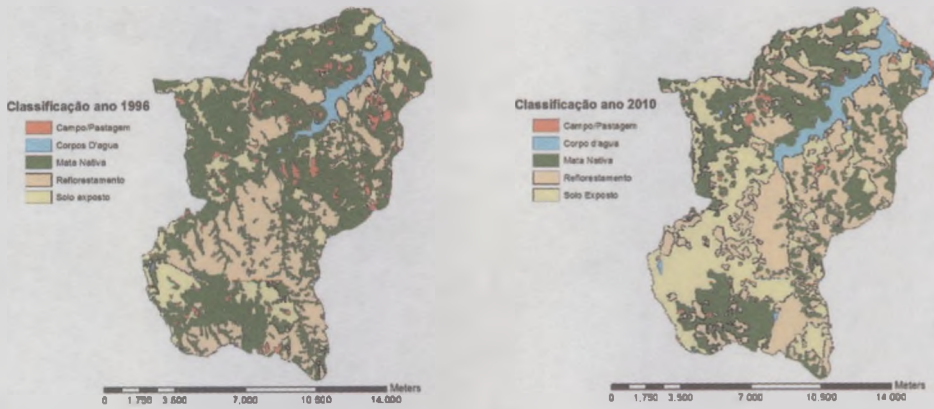 Classificação ano 1996
Campo/Pastagem
Corpos D'agua
Mata Nativa
Reflorestamento
Solo exposto
Meters
0 1.750 3.500 7.000 10.500 14.000
Classificação ano 2010
Campo/Pastagem
Corpo d'agua
Mata Nativa
Reflorestamento
Solo Exposto
Meters
0 1.750 3.500 7.000 10.500 14.000